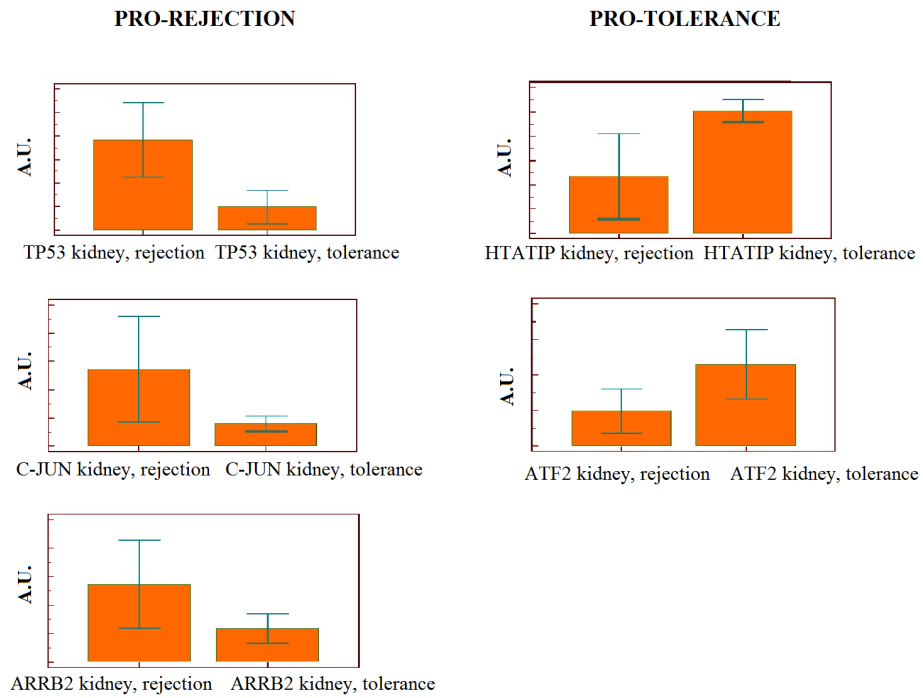 PRO-REJECTION
PRO-TOLERANCE
A.U.
TP53 kidney, rejection TP53 kidney, tolerance
A.U.
HTATIP kidney, rejection HTATIP kidney, tolerance
A.U.
C-JUN kidney, rejection C-JUN kidney, tolerance
A.U.
ATF2 kidney, rejection ATF2 kidney, tolerance
A.U.
ARRB2 kidney, rejection ARRB2 kidney, tolerance